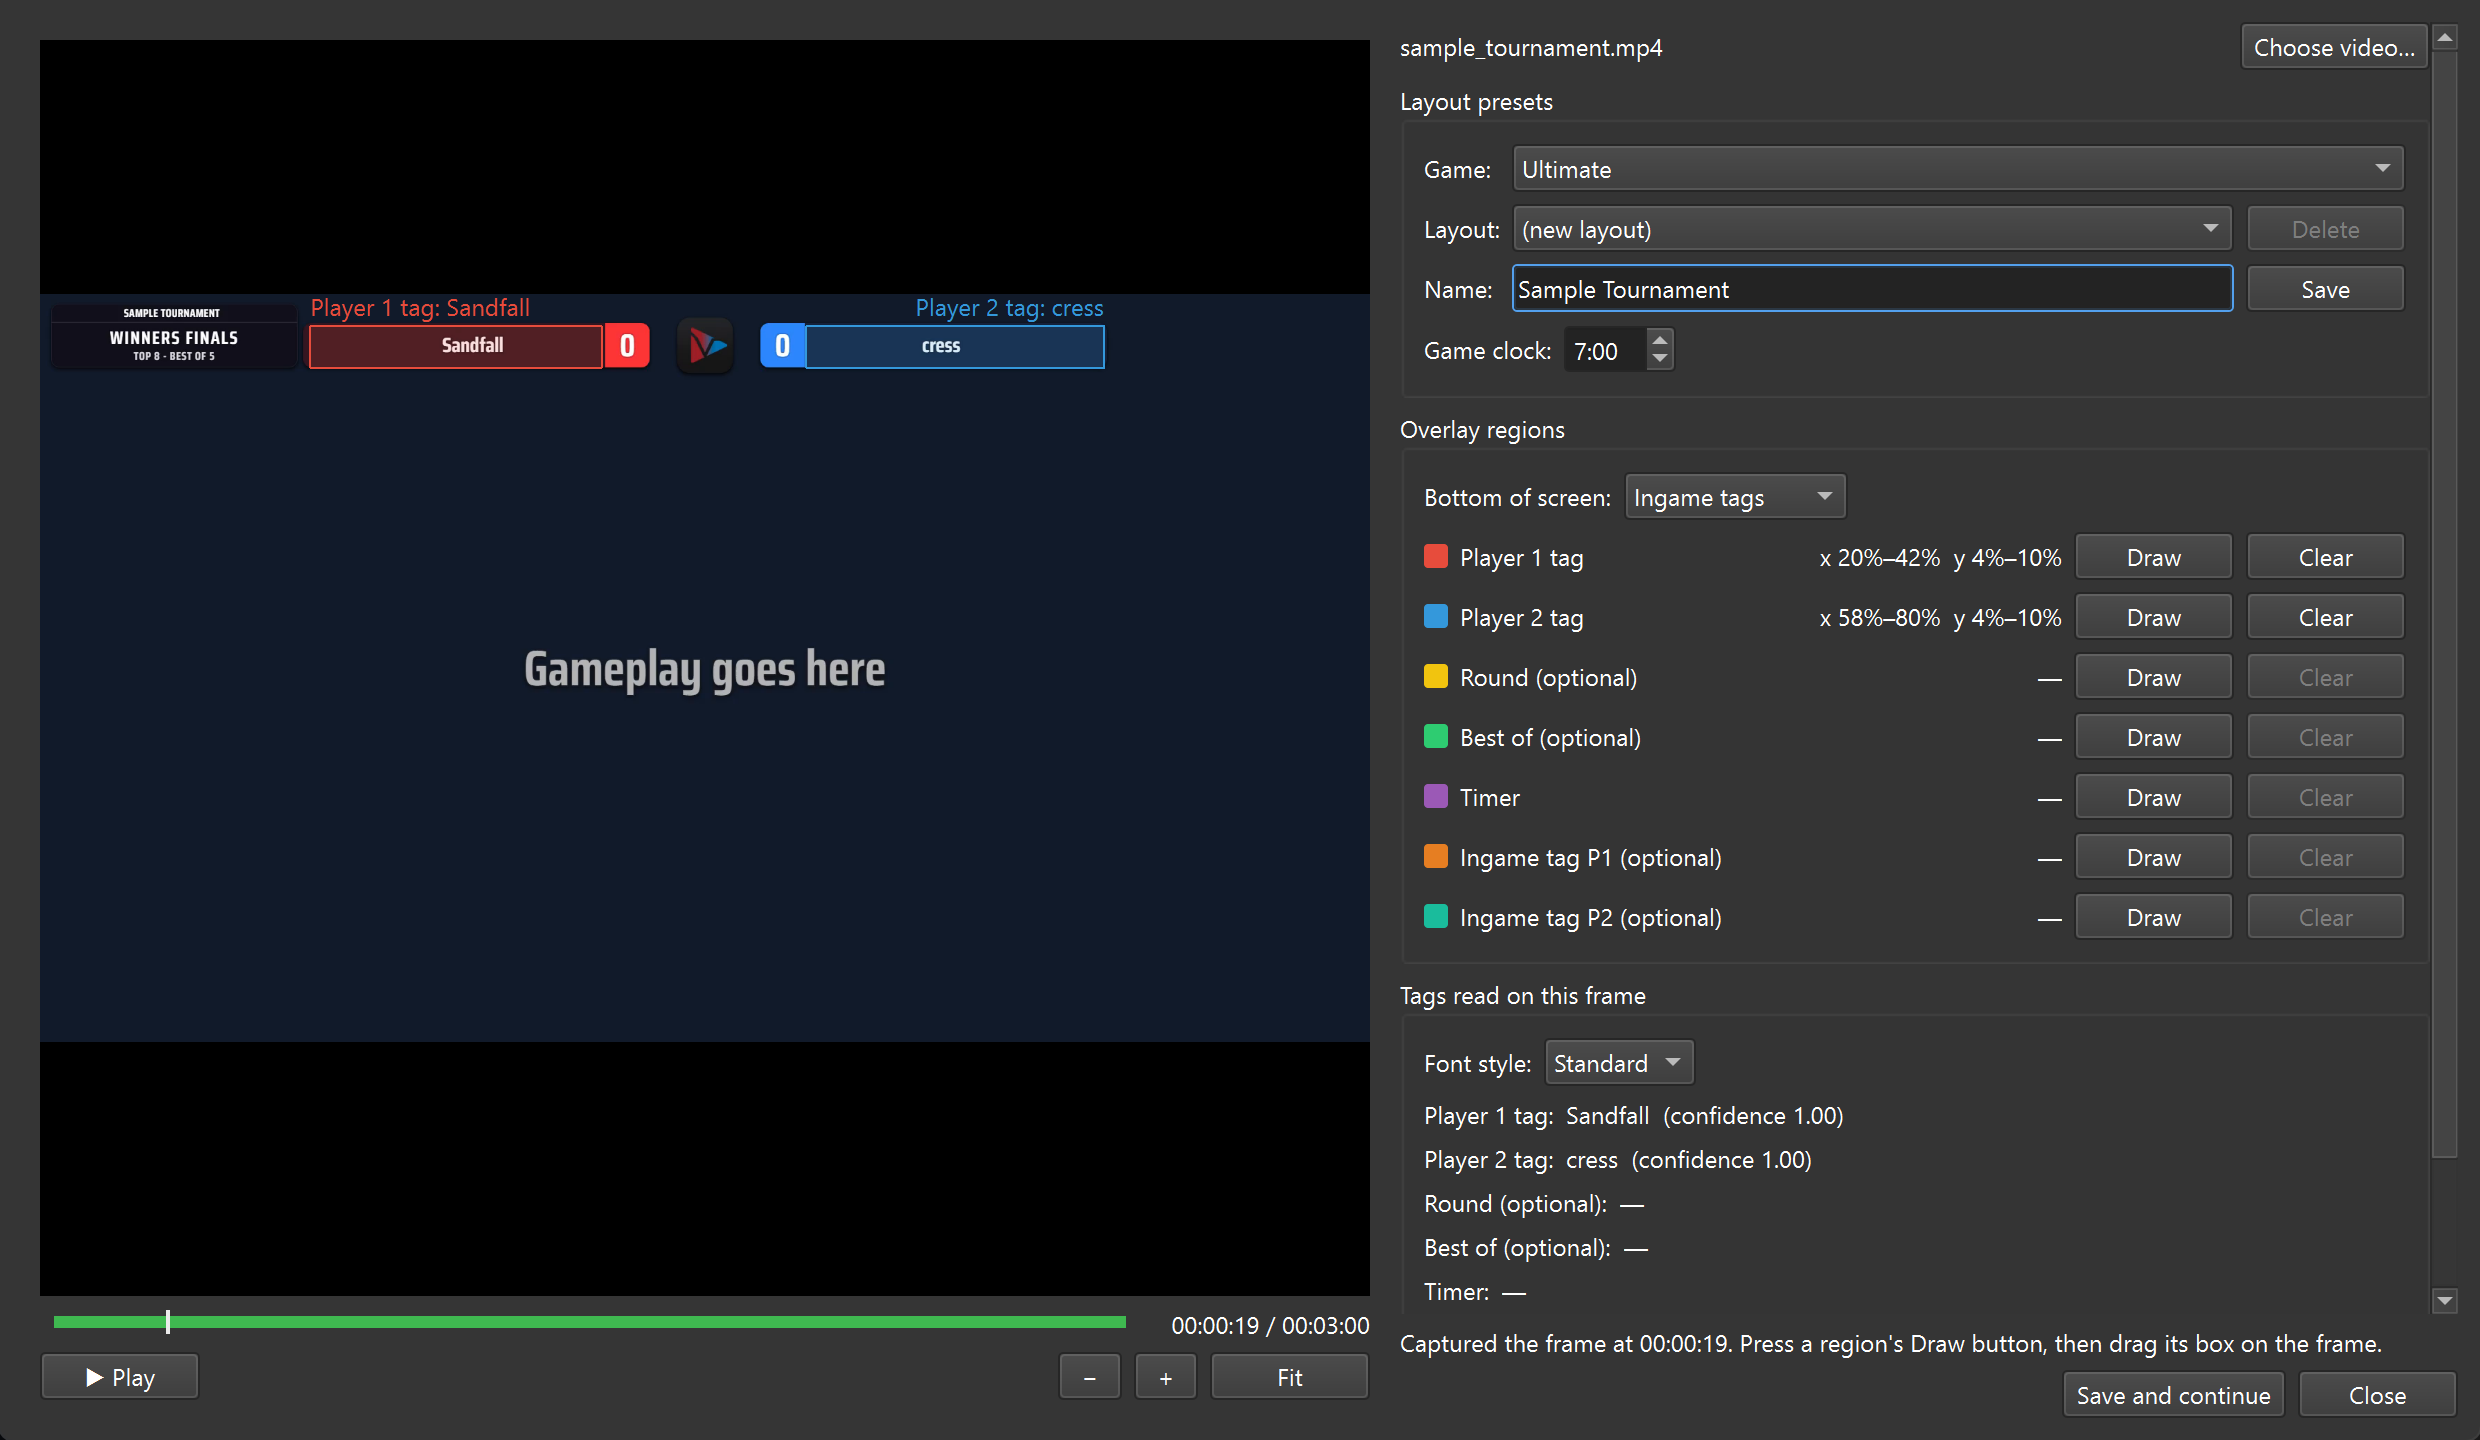 sample_tournament.mp4
Choose video...
Layout presets
Game: Ultimate
Layout: (new layout) Delete
Name: Sample Tournament Save
Game clock: 7:00
Overlay regions
Bottom of screen: Ingame tags
Player 1 tag x 20%–42% y 4%–10% Draw Clear
Player 2 tag x 58%–80% y 4%–10% Draw Clear
Round (optional) — Draw Clear
Best of (optional) — Draw Clear
Timer — Draw Clear
Ingame tag P1 (optional) — Draw Clear
Ingame tag P2 (optional) — Draw Clear
Tags read on this frame
Font style: Standard
Player 1 tag: Sandfall (confidence 1.00)
Player 2 tag: cress (confidence 1.00)
Round (optional): —
Best of (optional): —
Timer: —
Captured the frame at 00:00:19. Press a region's Draw button, then drag its box on the frame.
Save and continue Close
SAMPLE TOURNAMENT
WINNERS FINALS
TOP 8 - BEST OF 5
Player 1 tag: Sandfall
Sandfall 0
Player 2 tag: cress
0 cress
Gameplay goes here
00:00:19 / 00:03:00
▶ Play
− + Fit